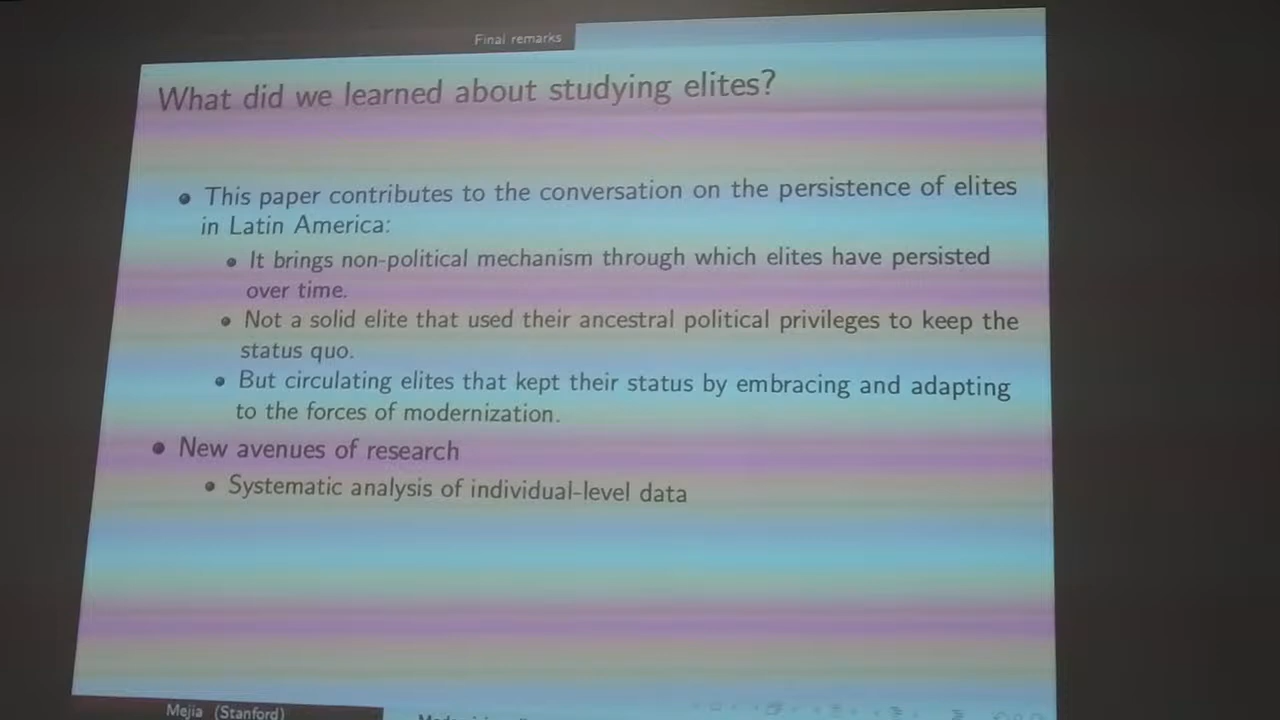 Final remarks
What did we learned about studying elites?
• This paper contributes to the conversation on the persistence of elites
in Latin America:
• It brings non-political mechanism through which elites have persisted
over time.
• Not a solid elite that used their ancestral political privileges to keep the
status quo.
• But circulating elites that kept their status by embracing and adapting
to the forces of modernization.
• New avenues of research
• Systematic analysis of individual-level data
Mejia (Stanford)